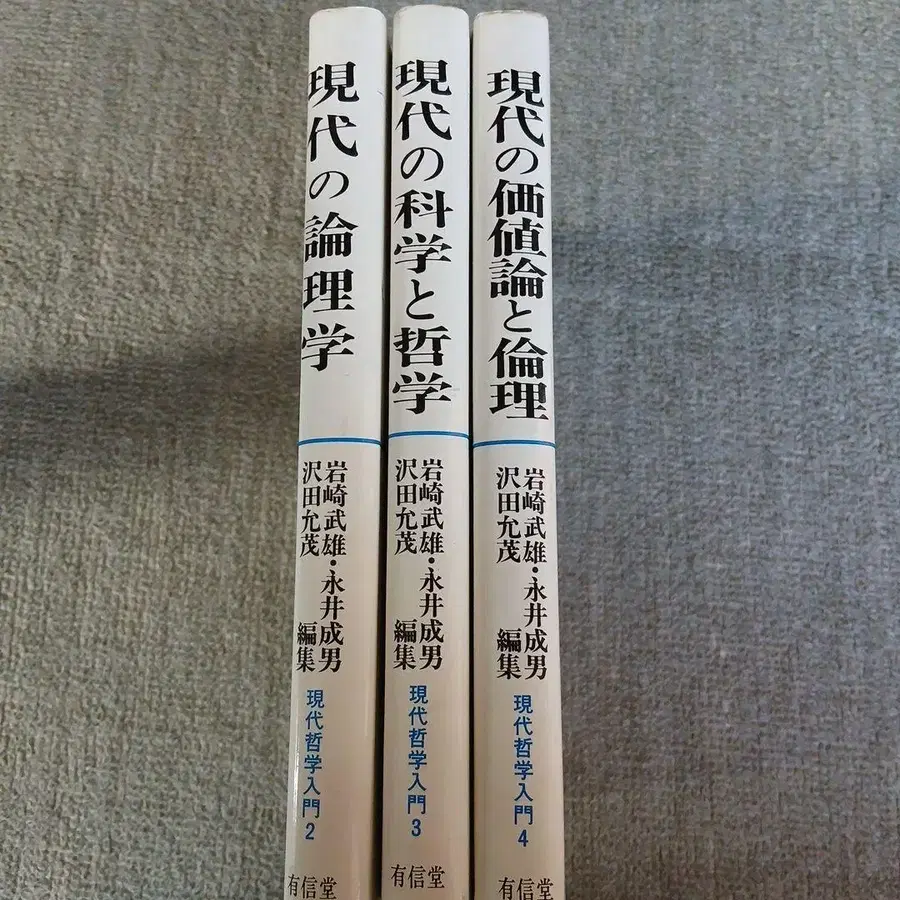 現代の論理学
岩崎武雄・永井成男
沢田允茂 編集
現代哲学入門2
有信堂
現代の科学と哲学
岩崎武雄・永井成男
沢田允茂 編集
現代哲学入門3
有信堂
現代の価値論と倫理
岩崎武雄・永井成男
沢田允茂 編集
現代哲学入門4
有信堂